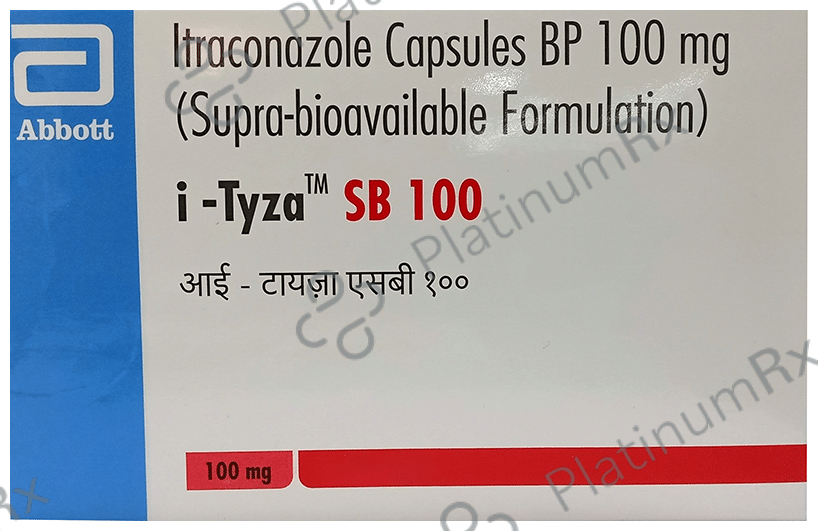 Itraconazole Capsules BP 100 mg
(Supra-bioavailable Formulation)
Abbott
i-Tyza™ SB 100
आई - टायज़ा एसबी १००
100 mg
PlatinumRx
PlatinumRx